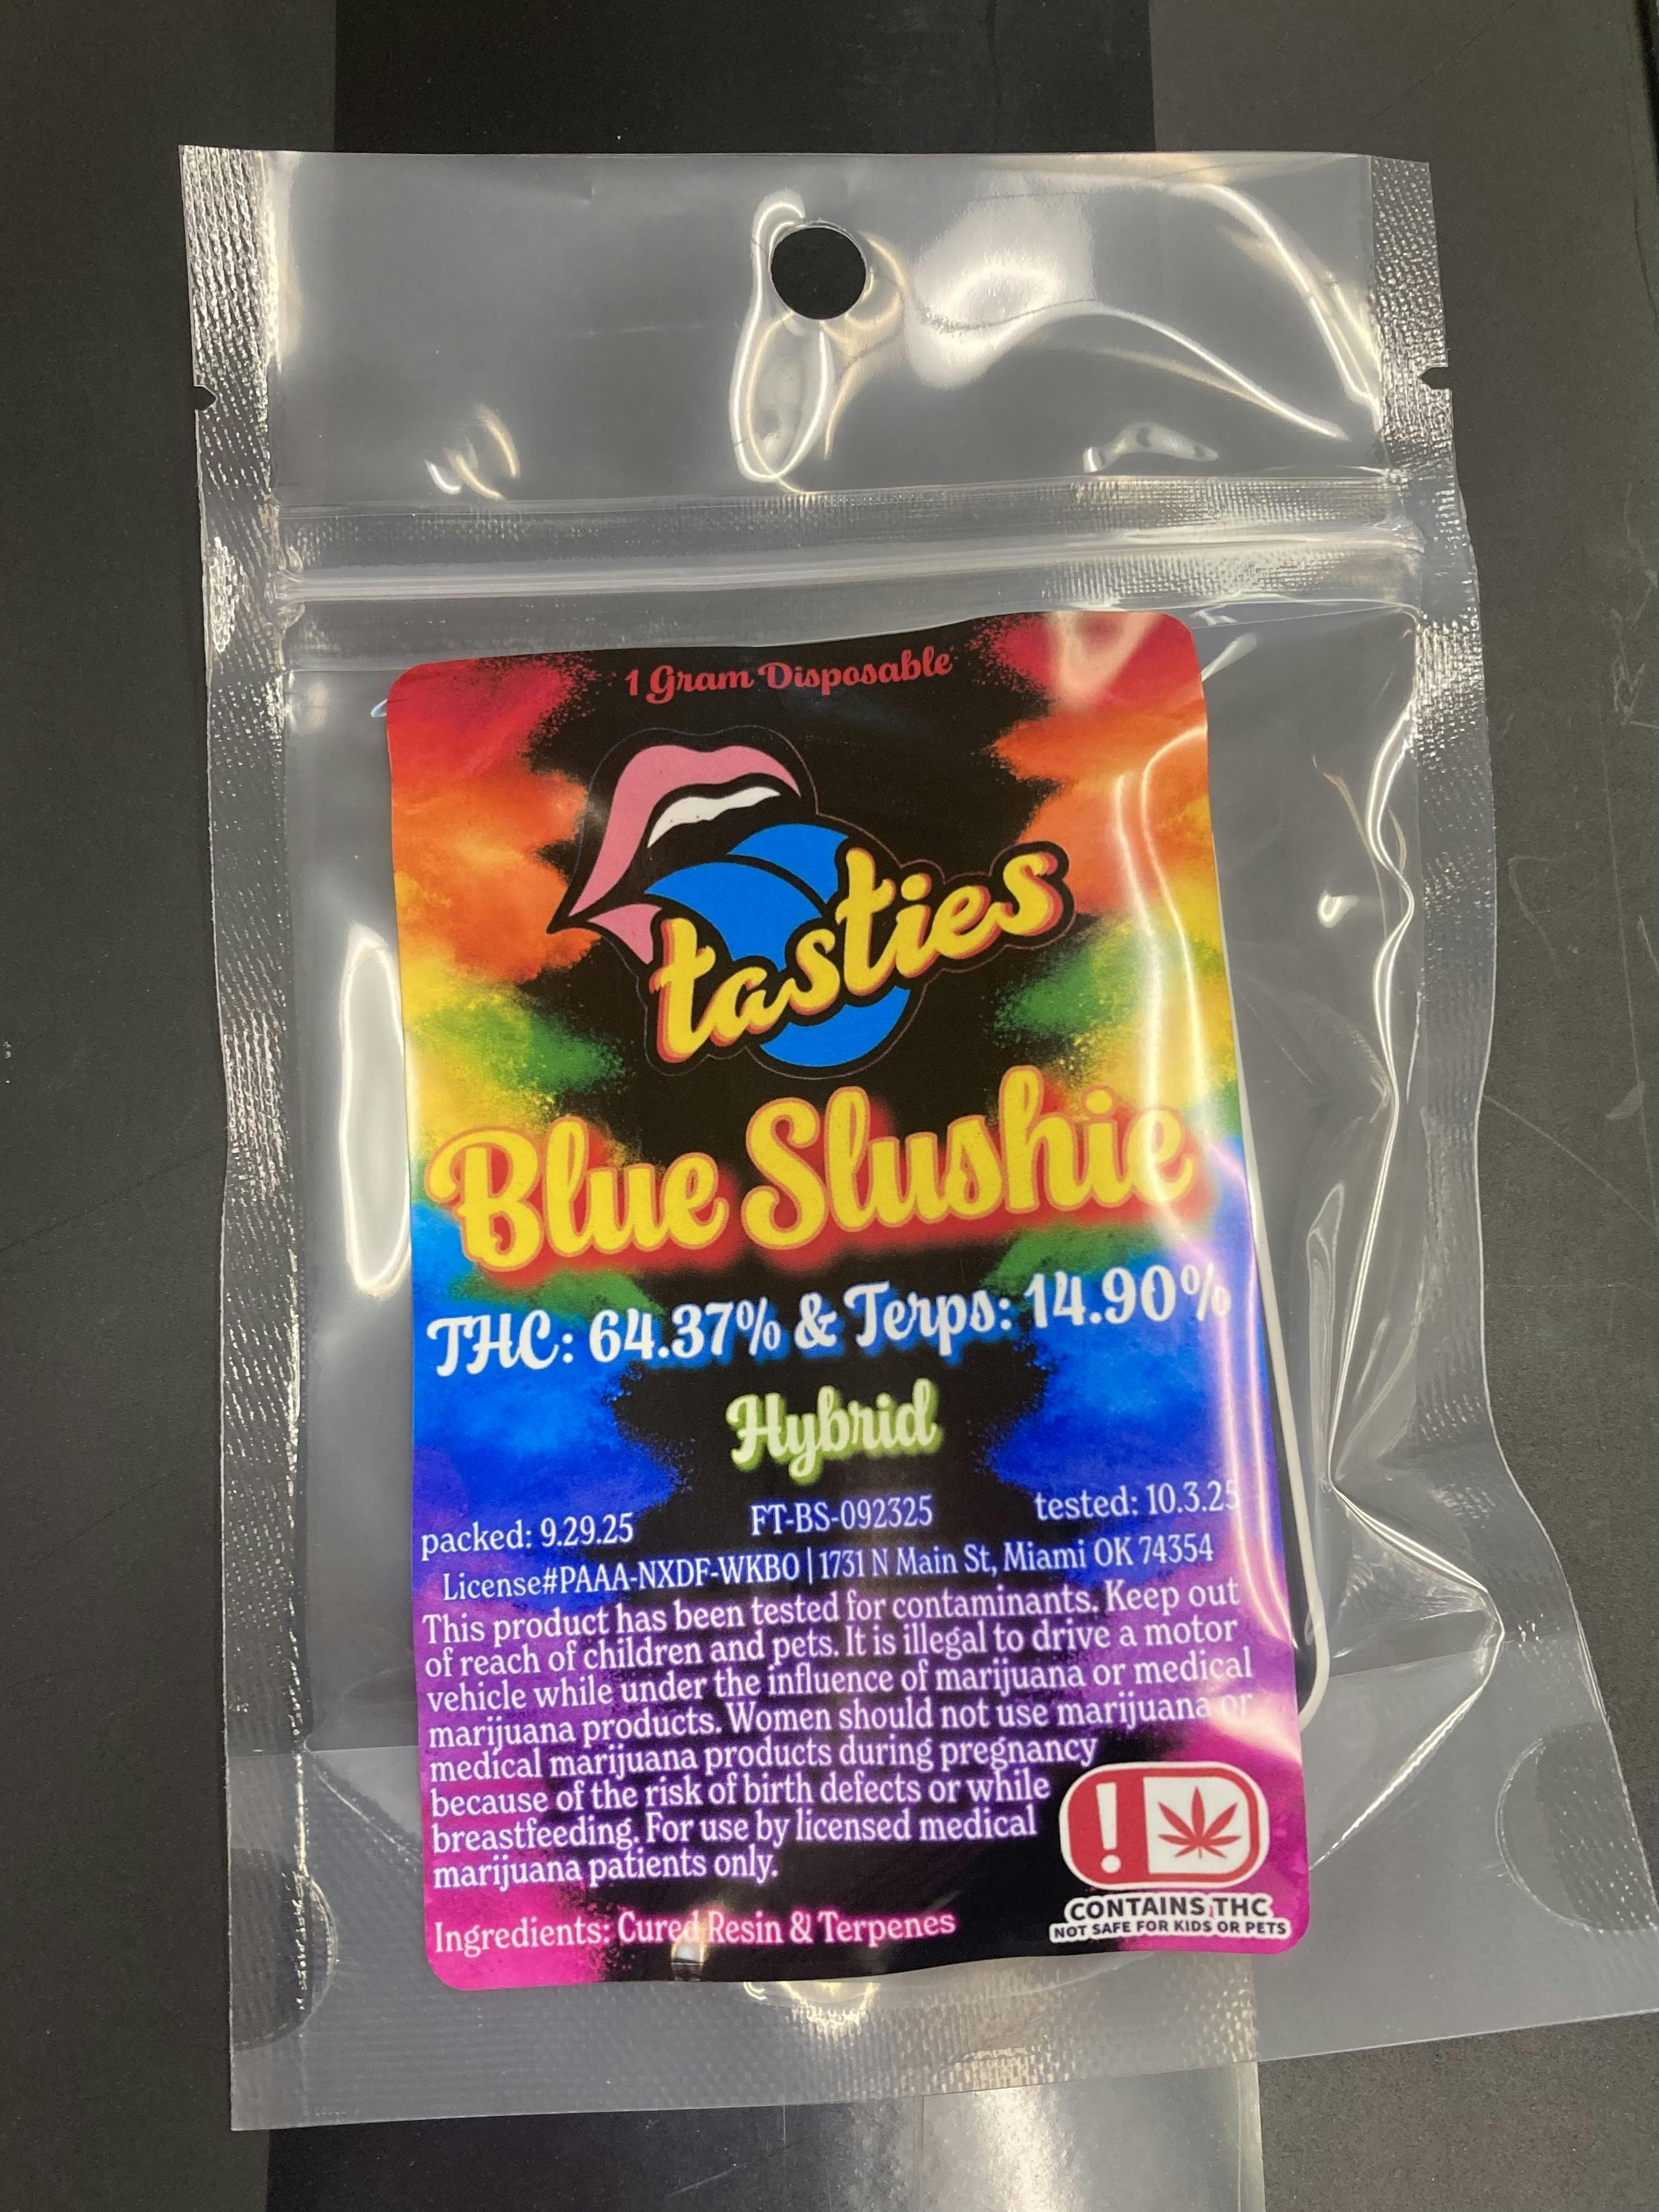 1 Gram Disposable
tasties
Blue Slushie
THC: 64.37% & Terps: 14.90%
Hybrid
packed: 9.29.25 FT-BS-092325 tested: 10.3.25
License#PAAA-NXDF-WKBO | 1731 N Main St, Miami OK 74354
This product has been tested for contaminants. Keep out
of reach of children and pets. It is illegal to drive a motor
vehicle while under the influence of marijuana or medical
marijuana products. Women should not use marijuana or
medical marijuana products during pregnancy
because of the risk of birth defects or while
breastfeeding. For use by licensed medical
marijuana patients only.
Ingredients: Cured Resin & Terpenes
!
CONTAINS THC
NOT SAFE FOR KIDS OR PETS